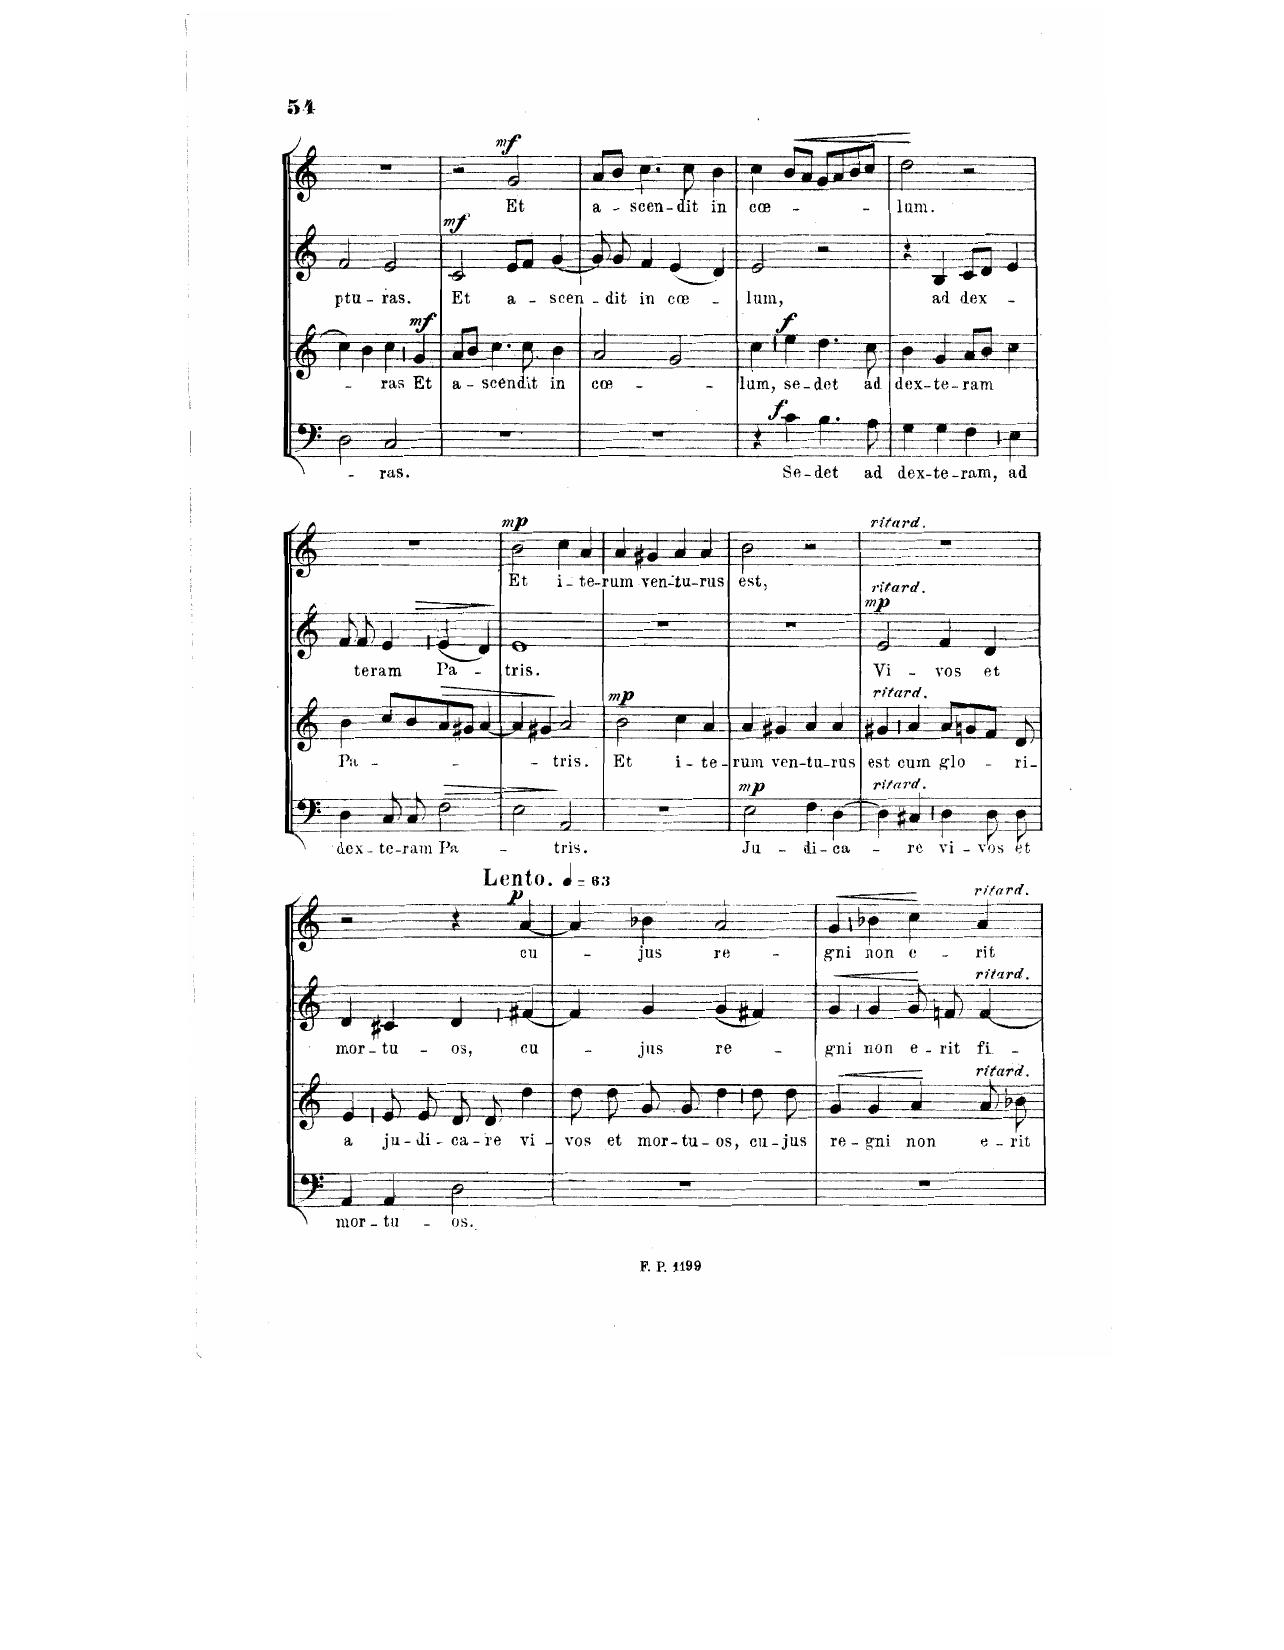 54
mf
Et a - scen - dit in cœ - - lum.
mf
ptu - ras. Et a - scen - dit in cœ - lum, ad dex -
mf f
- ras Et a - scendit in cœ - - lum, se - det ad dex - te - ram
f
- ras. Se - det ad dex - te - ram, ad
mp ritard.
Et i - te - rum ven - tu - rus est,
ritard.
mp
teram Pa - tris. Vi - vos et
mp ritard.
Pa - - - tris. Et i - te - rum ven - tu - rus est cum glo - ri -
mp ritard.
dex - te - ram Pa - tris. Ju - di - ca - re vi - vos et
Lento. ♩ = 63
p ritard.
cu - jus re - gni non e - rit
ritard.
mor - tu - os, cu - jus re - gni non e - rit fi -
ritard.
a ju - di - ca - re vi - vos et mor - tu - os, cu - jus re - gni non e - rit
mor - tu - os.
F. P. 1199